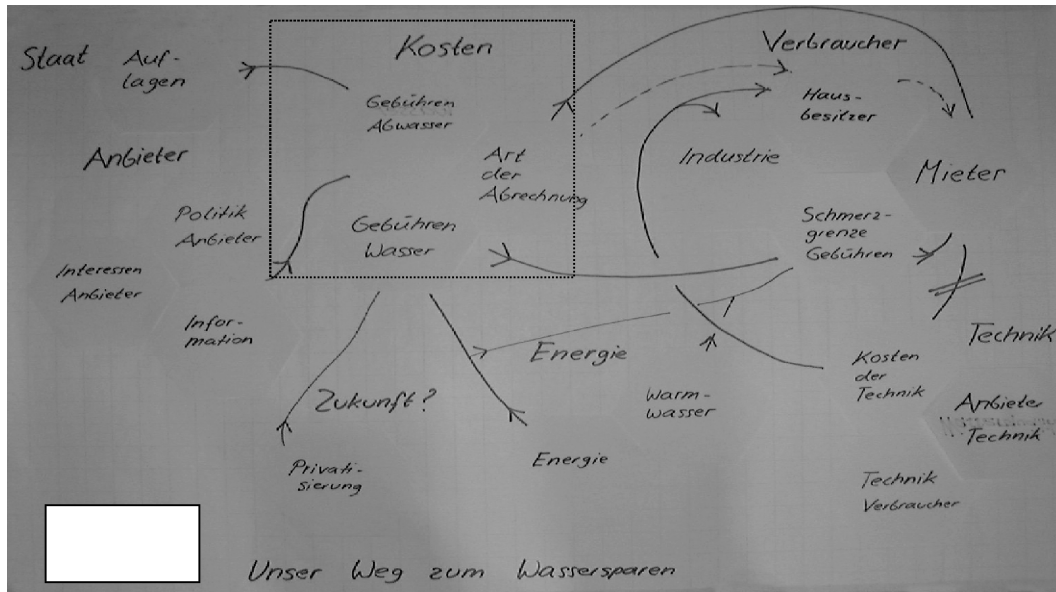 Staat
Auf-
lagen
Kosten
Verbraucher
Gebühren
Abwasser
Haus-
besitzer
Anbieter
Art
der
Abrechnung
Industrie
Mieter
Politik
Anbieter
Gebühren
Wasser
Schmerz-
grenze
Gebühren
Interessen
Anbieter
Infor-
mation
Energie
Technik
Kosten
der
Technik
Zukunft?
Warm-
wasser
Anbieter
Technik
Privati-
sierung
Energie
Technik
Verbraucher
Unser Weg zum Wassersparen